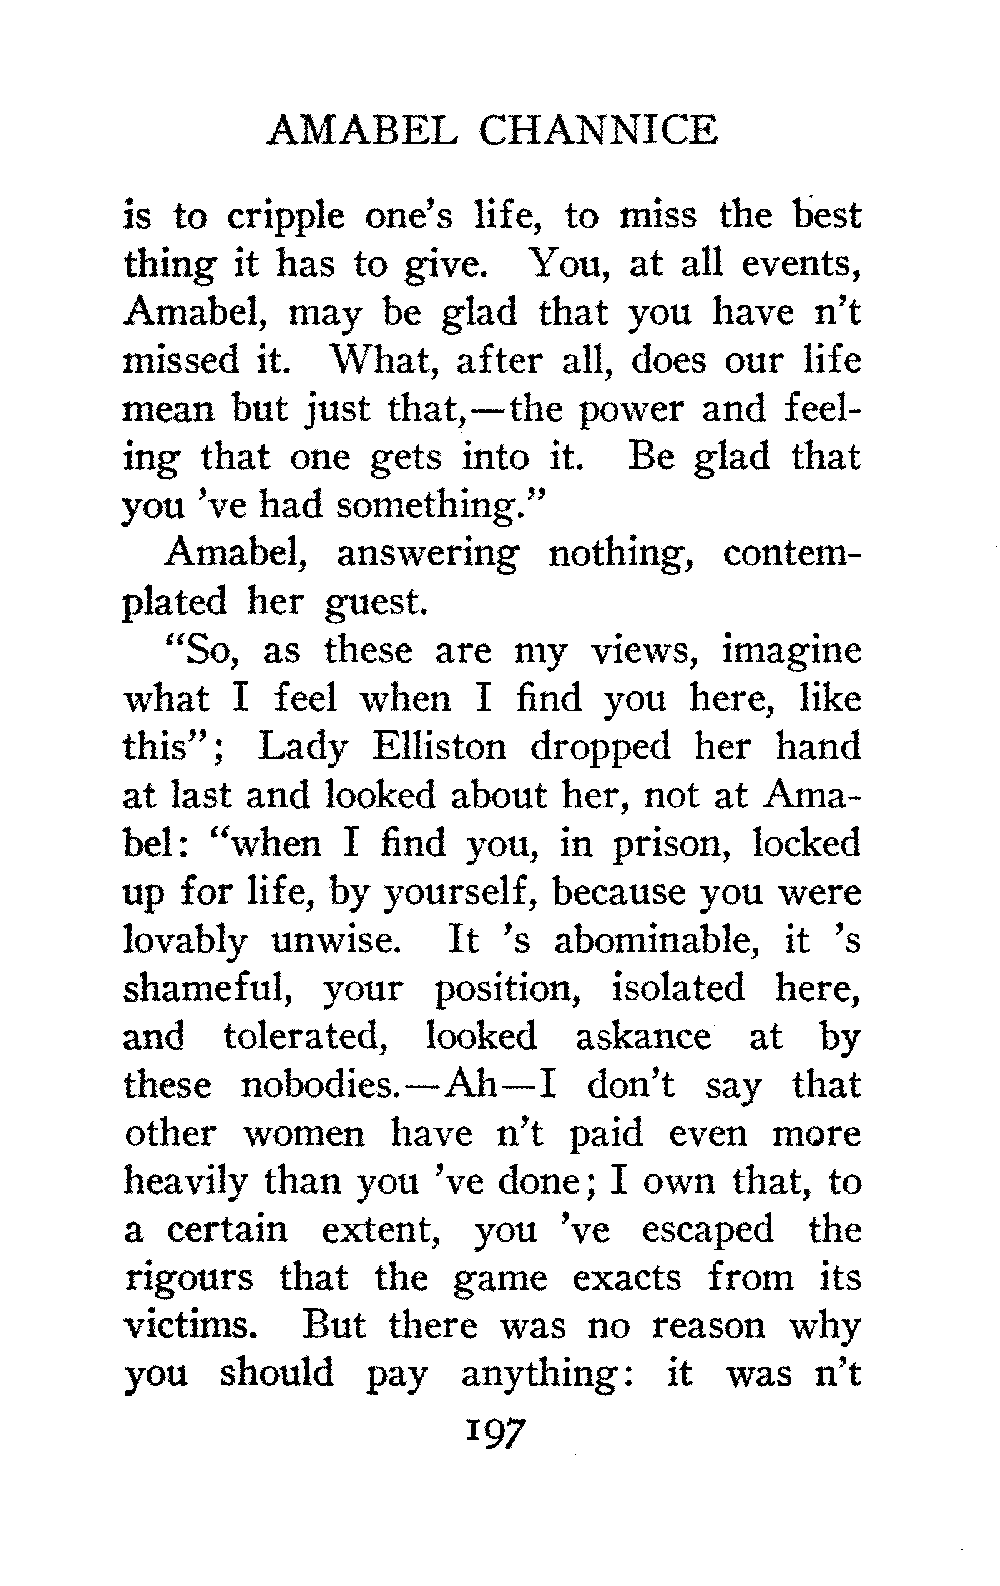 AMABEL CHANNICE
is to cripple one's life, to miss the best
thing it has to give. You, at all events,
Amabel, may be glad that you have n't
missed it. What, after all, does our life
mean but just that,—the power and feel-
ing that one gets into it. Be glad that
you 've had something."
Amabel, answering nothing, contem-
plated her guest.
"So, as these are my views, imagine
what I feel when I find you here, like
this"; Lady Elliston dropped her hand
at last and looked about her, not at Ama-
bel: "when I find you, in prison, locked
up for life, by yourself, because you were
lovably unwise. It 's abominable, it 's
shameful, your position, isolated here,
and tolerated, looked askance at by
these nobodies.—Ah—I don't say that
other women have n't paid even more
heavily than you 've done; I own that, to
a certain extent, you 've escaped the
rigours that the game exacts from its
victims. But there was no reason why
you should pay anything: it was n't
197